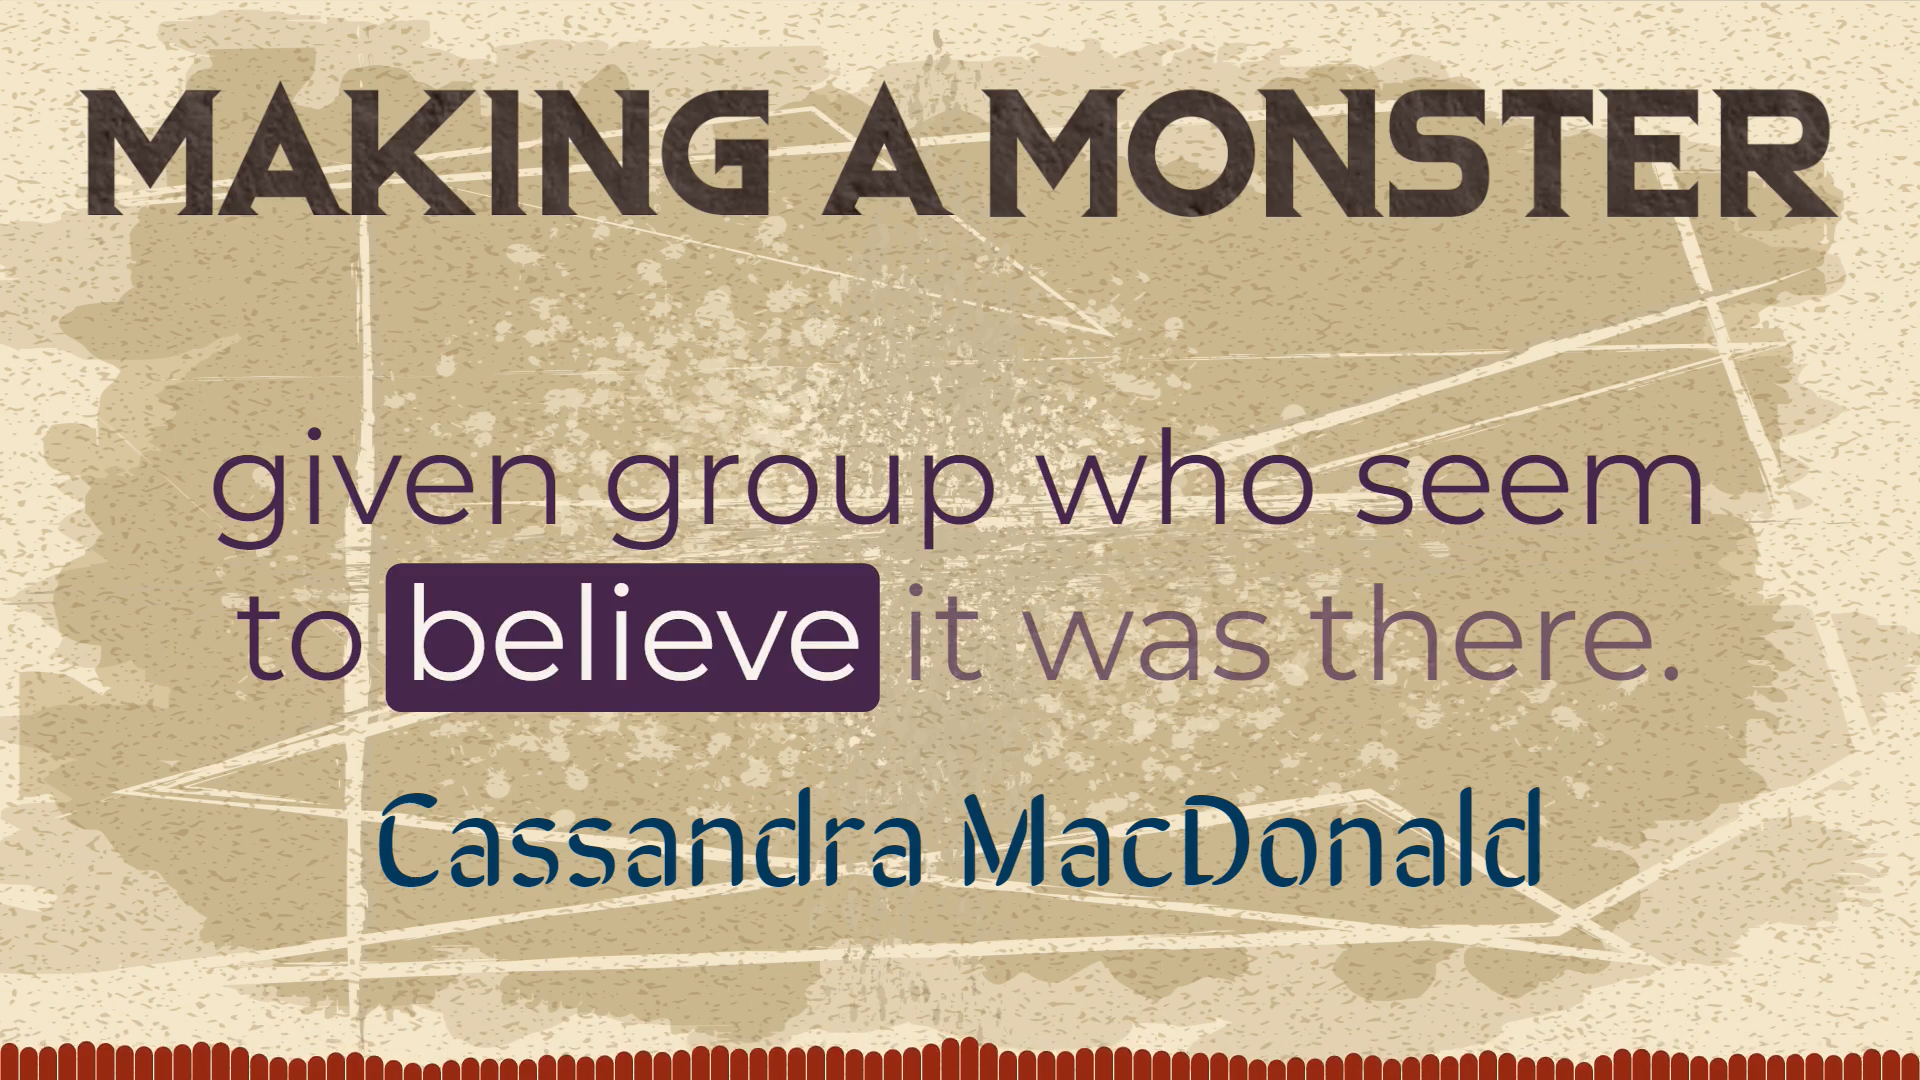 MAKING A MONSTER
given group who seem
to believe it was there.
Cassandra MacDonald